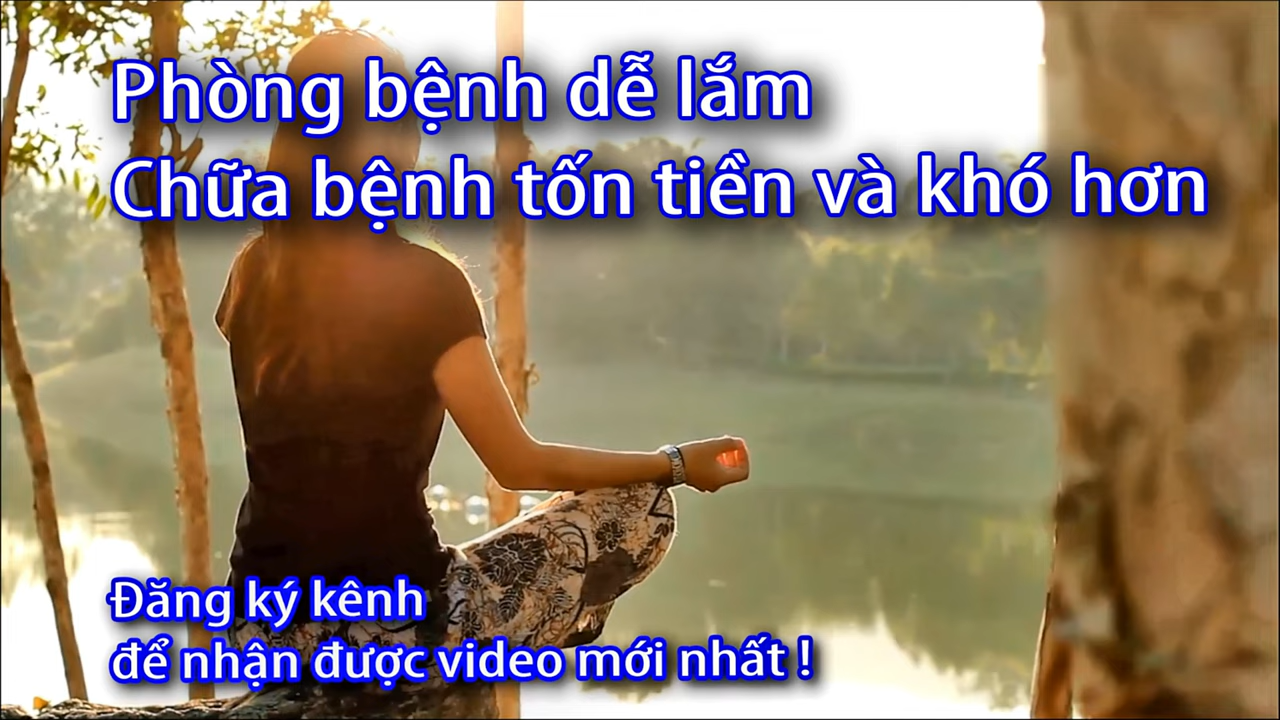 Phòng bệnh dễ lắm
Chữa bệnh tốn tiền và khó hơn
Đăng ký kênh
để nhận được video mới nhất !